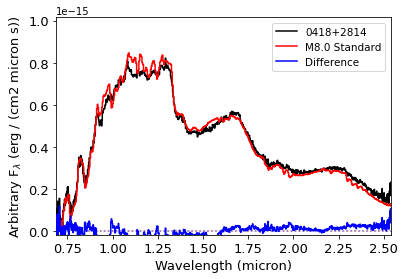 1e−15
0418+2814
M8.0 Standard
Difference
Arbitrary Fλ (erg / (cm2 micron s))
1.0
0.8
0.6
0.4
0.2
0.0
0.75 1.00 1.25 1.50 1.75 2.00 2.25 2.50
Wavelength (micron)